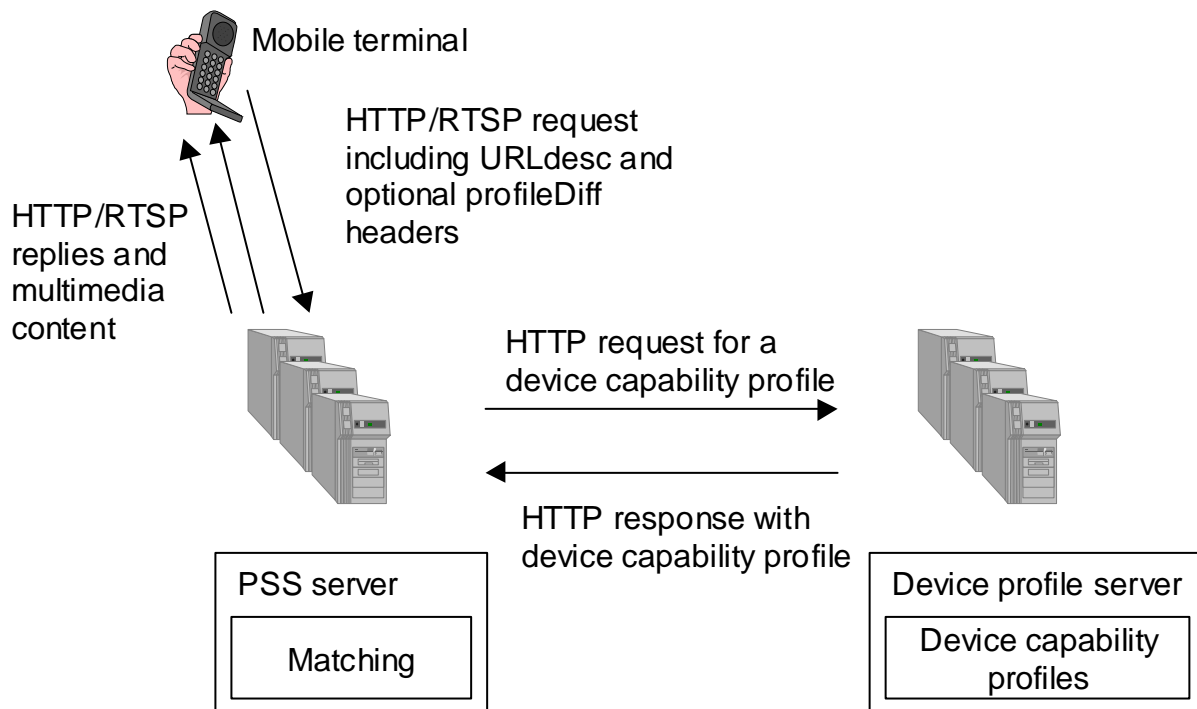 Mobile terminal
HTTP/RTSP request
including URLdesc and
optional profileDiff
headers
HTTP/RTSP
replies and
multimedia
content
HTTP request for a
device capability profile
HTTP response with
device capability profile
PSS server
Matching
Device profile server
Device capability
profiles